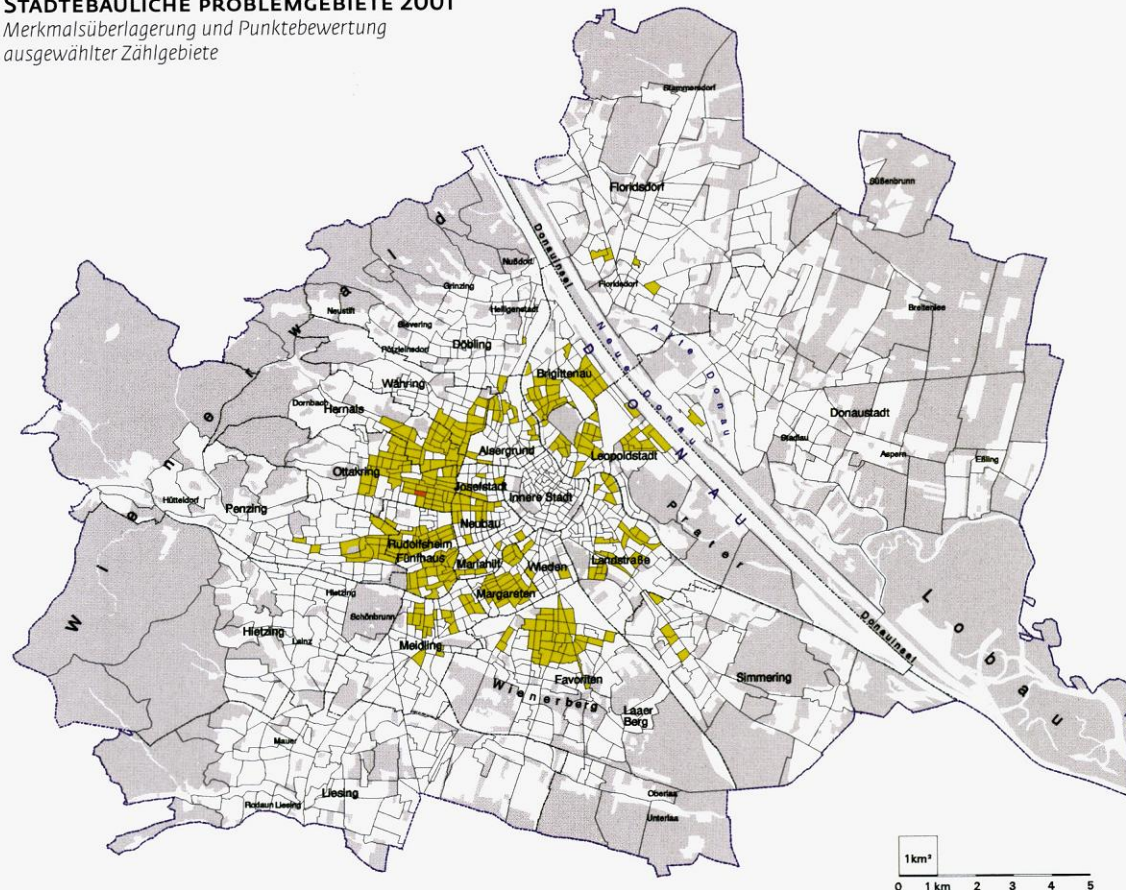 STÄDTEBAULICHE PROBLEMGEBIETE 2001
Merkmalsüberlagerung und Punktebewertung
ausgewählter Zählgebiete
Stammersdorf
Süßenbrunn
Floridsdorf
Donauinsel
Nußdorf
Floridsdorf
Grinzing
Breitenlee
Neustift
Heiligenstadt
Sievering
Neue Donau
Alte Donau
Pötzleinsdorf
Döbling
Brigittenau
Währing
Dornbach
Hernals
Donaustadt
DONAU
Stadlau
Alsergrund
Leopoldstadt
Aspern
Eßling
Ottakring
Josefstadt
Innere Stadt
Hütteldorf
Penzing
Neubau
Prater
Wienerwald
Rudolfsheim
Fünfhaus
Mariahilf
Wieden
Landstraße
Hietzing
Margareten
Lobau
Schönbrunn
Donauinsel
Hietzing
Lainz
Meidling
Simmering
Favoriten
Wienerberg
Laaer
Berg
Mauer
Liesing
Rodaun Liesing
Oberlaa
Unterlaa
1km²
0 1 km 2 3 4 5